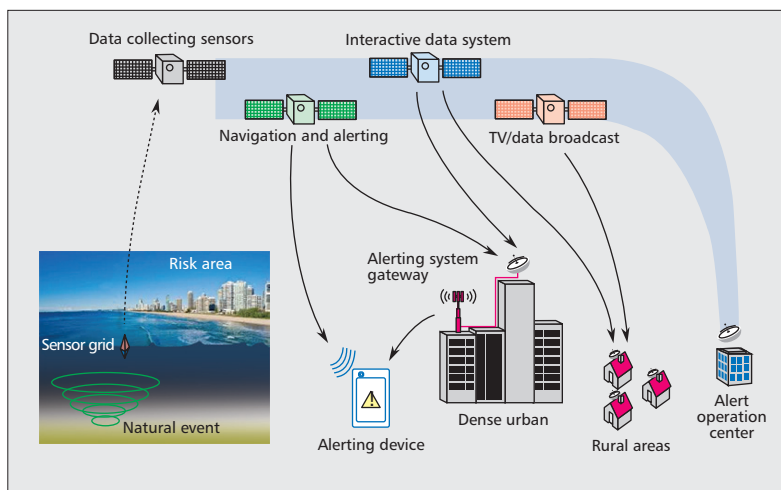 Data collecting sensors
Interactive data system
Navigation and alerting
TV/data broadcast
Risk area
Alerting system
gateway
Sensor grid
Natural event
Alerting device
Dense urban
Rural areas
Alert
operation
center